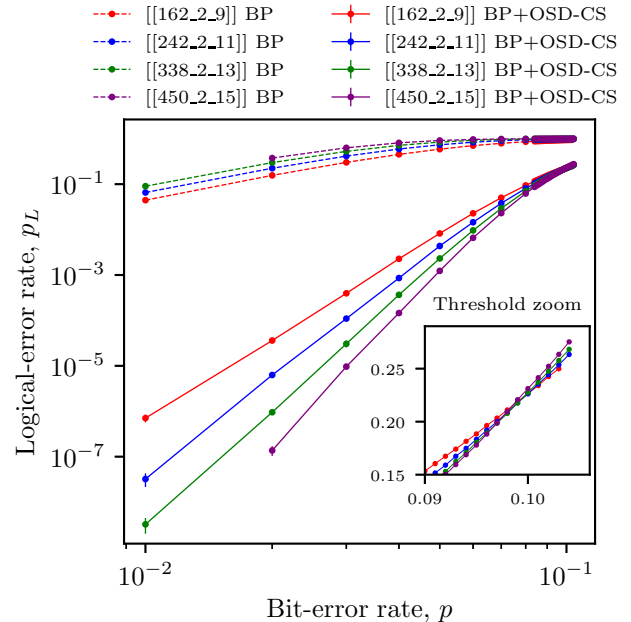 [[162_2_9]] BP
[[242_2_11]] BP
[[338_2_13]] BP
[[450_2_15]] BP
[[162_2_9]] BP+OSD-CS
[[242_2_11]] BP+OSD-CS
[[338_2_13]] BP+OSD-CS
[[450_2_15]] BP+OSD-CS
Logical-error rate, p_L
10⁻¹
10⁻³
10⁻⁵
10⁻⁷
Threshold zoom
0.25
0.20
0.15
0.09
0.10
10⁻²
10⁻¹
Bit-error rate, p